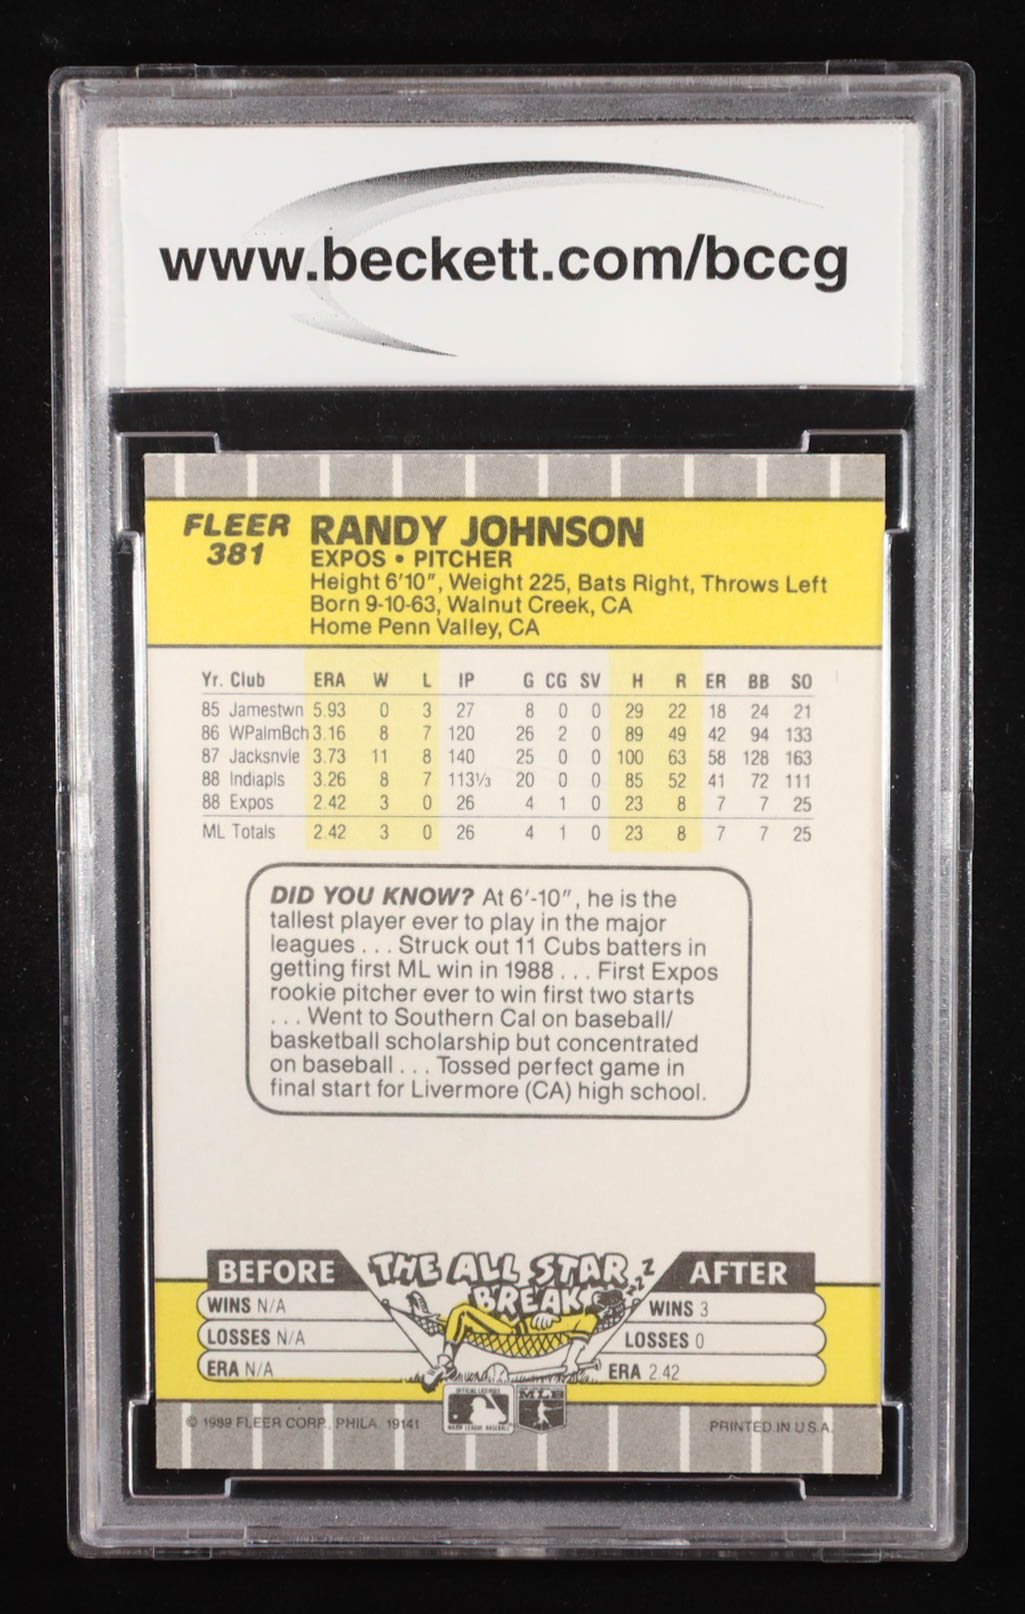 www.beckett.com/bccg
FLEER RANDY JOHNSON
381 EXPOS • PITCHER
Height 6'10", Weight 225, Bats Right, Throws Left
Born 9-10-63, Walnut Creek, CA
Home Penn Valley, CA
Yr. Club ERA W L IP G CG SV H R ER BB SO
85 Jamestwn 5.93 0 3 27 8 0 0 29 22 18 24 21
86 WPalmBch 3.16 8 7 120 26 2 0 89 49 42 94 133
87 Jacksnvle 3.73 11 8 140 25 0 0 100 63 58 128 163
88 Indiapls 3.26 8 7 113⅓ 20 0 0 85 52 41 72 111
88 Expos 2.42 3 0 26 4 1 0 23 8 7 7 25
ML Totals 2.42 3 0 26 4 1 0 23 8 7 7 25
DID YOU KNOW? At 6'-10", he is the
tallest player ever to play in the major
leagues . . . Struck out 11 Cubs batters in
getting first ML win in 1988 . . . First Expos
rookie pitcher ever to win first two starts
. . . Went to Southern Cal on baseball/
basketball scholarship but concentrated
on baseball . . . Tossed perfect game in
final start for Livermore (CA) high school.
BEFORE THE ALL STAR AFTER
BREAK
ZZZZ
WINS N/A WINS 3
LOSSES N/A LOSSES 0
ERA N/A ERA 2.42
OFFICIAL LICENSEE
MAJOR LEAGUE BASEBALL
MLB
© 1989 FLEER CORP., PHILA. 19141 PRINTED IN U.S.A.